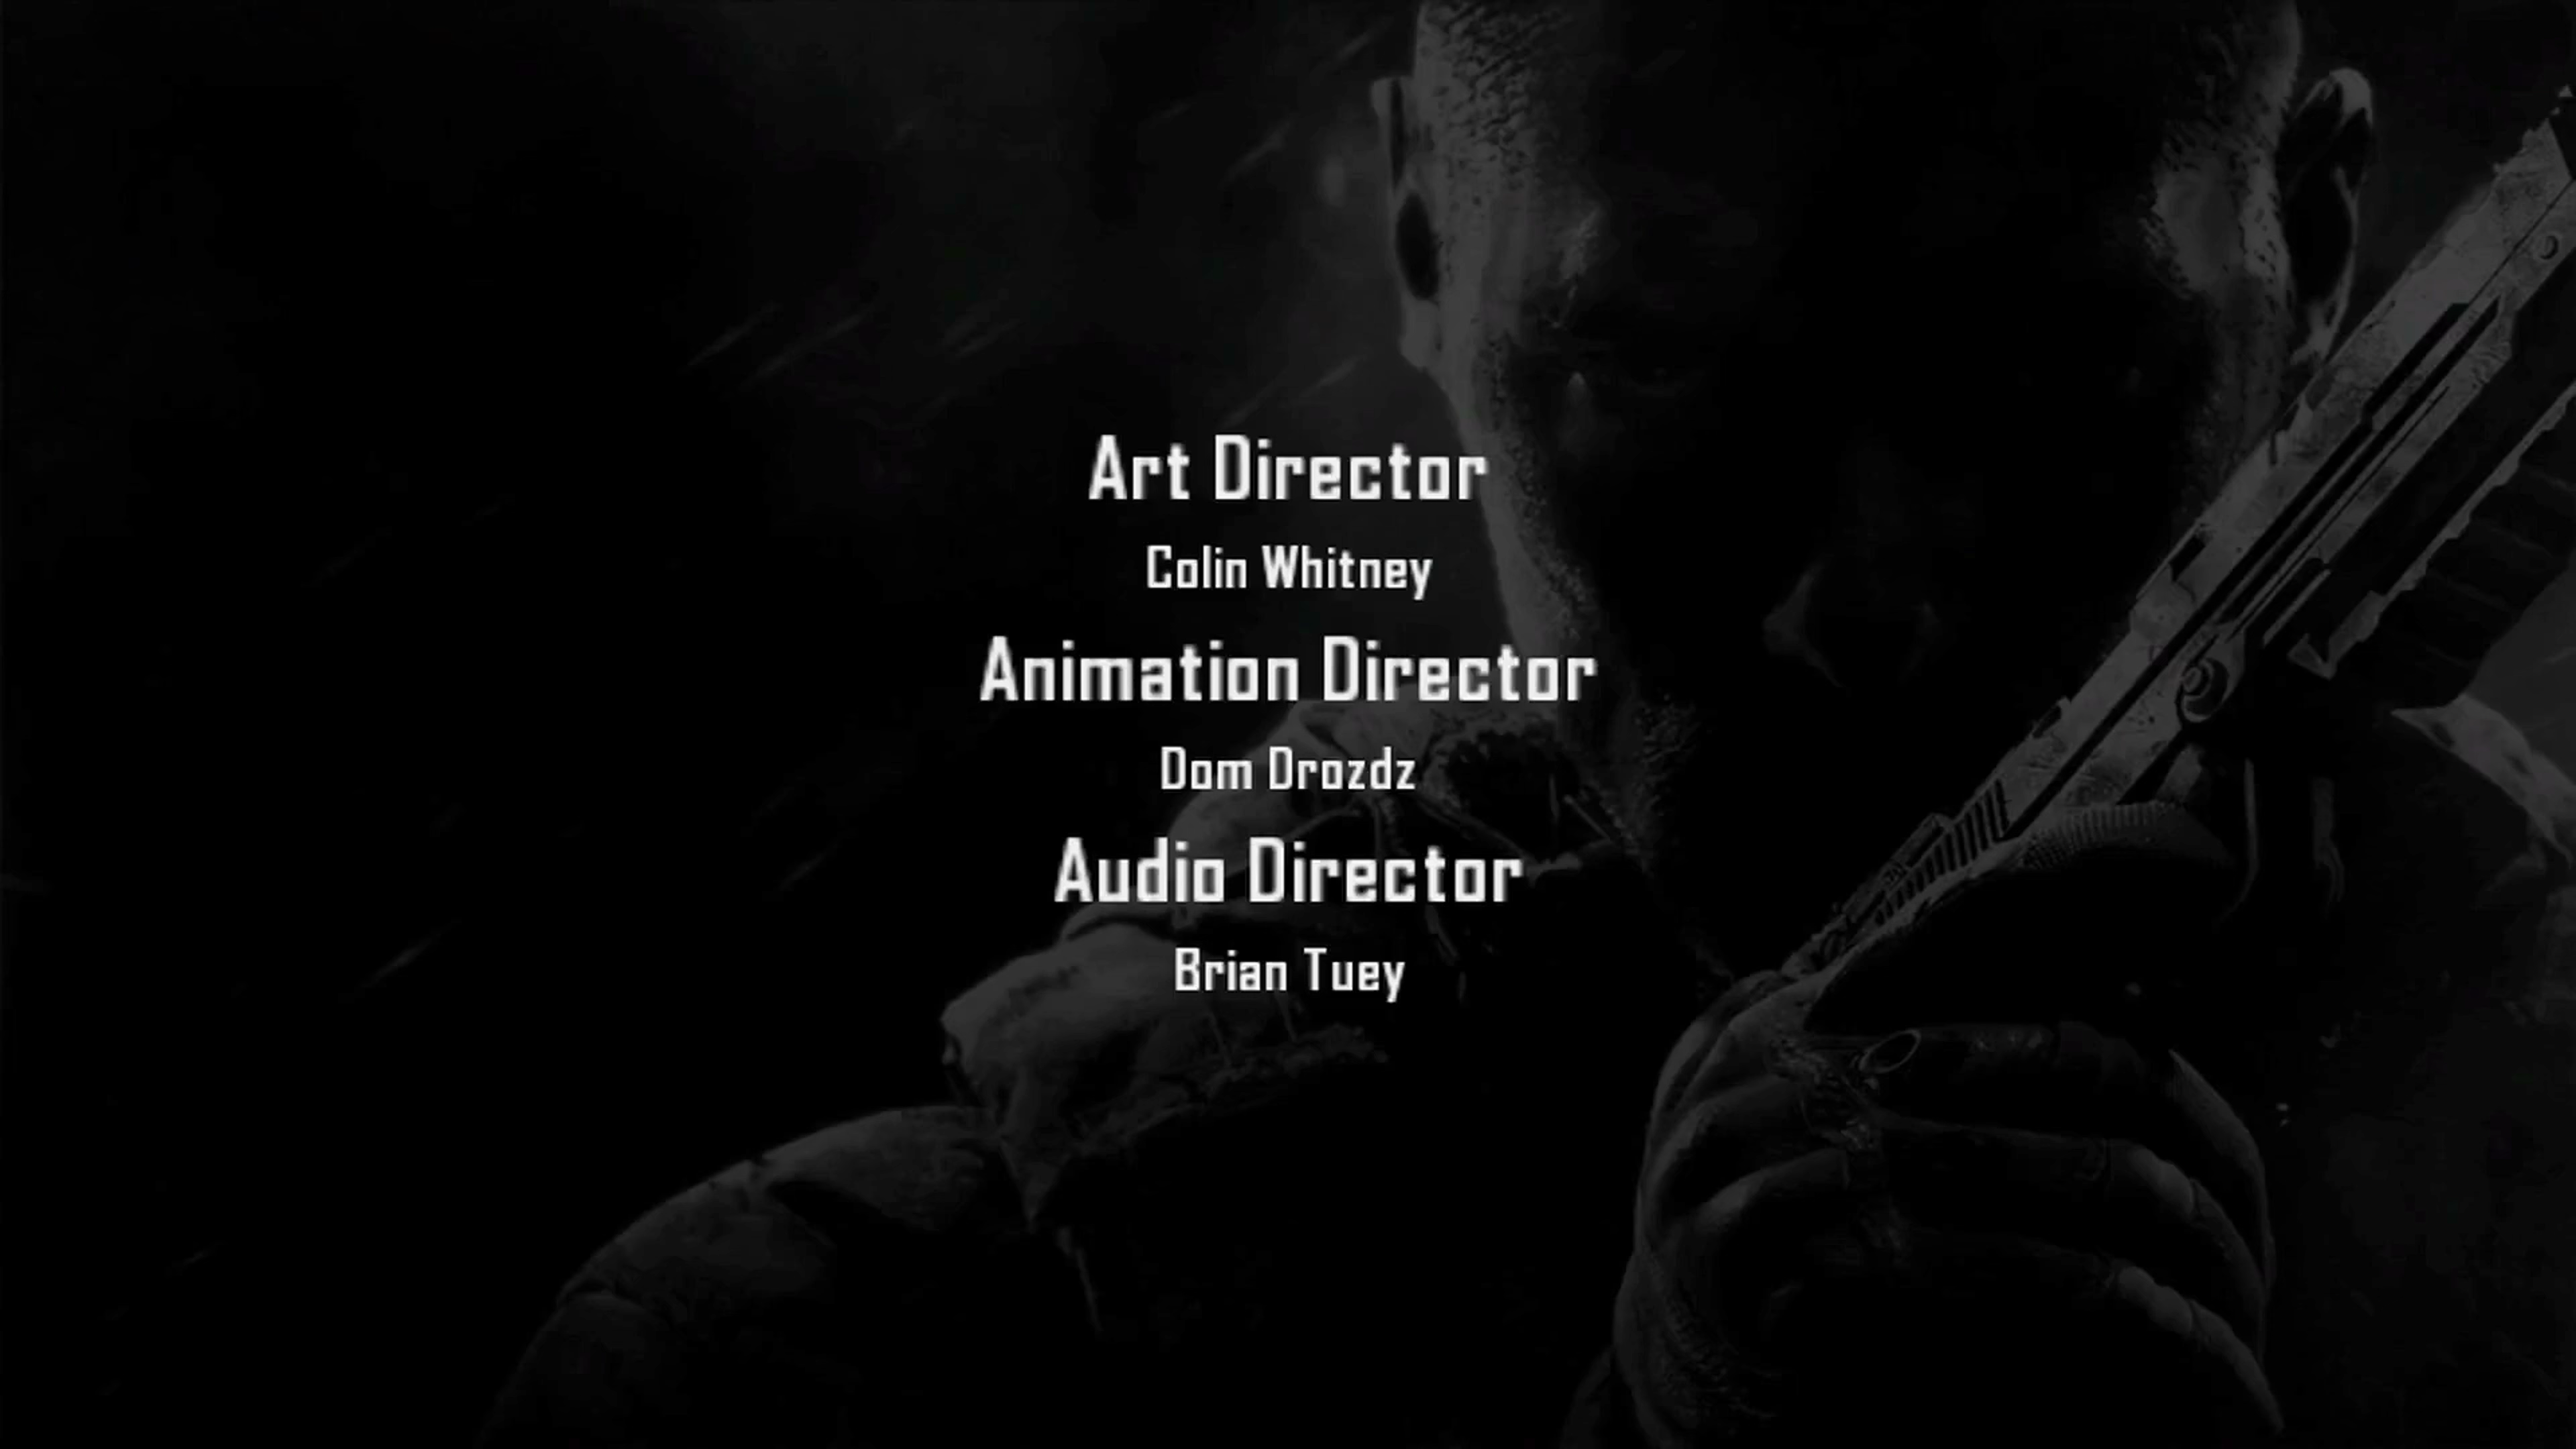 Art Director
Colin Whitney
Animation Director
Dom Drozdz
Audio Director
Brian Tuey